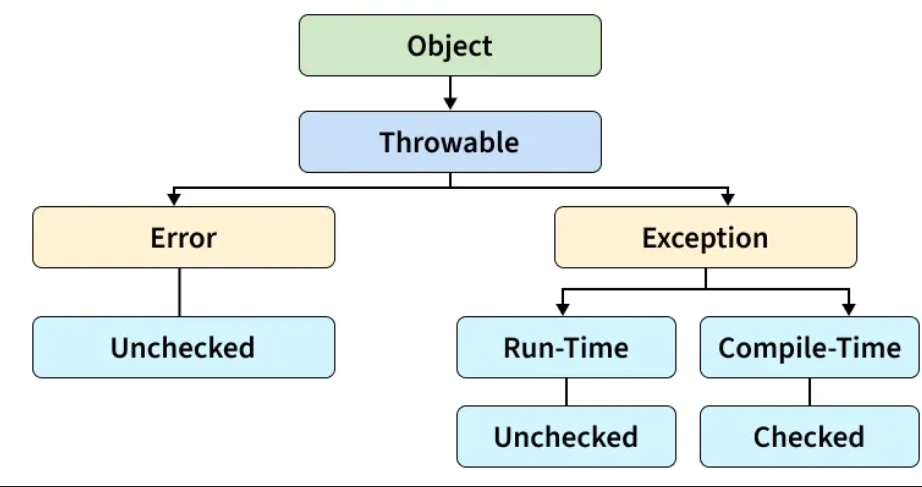 Object
Throwable
Error
Exception
Unchecked
Run-Time
Compile-Time
Unchecked
Checked